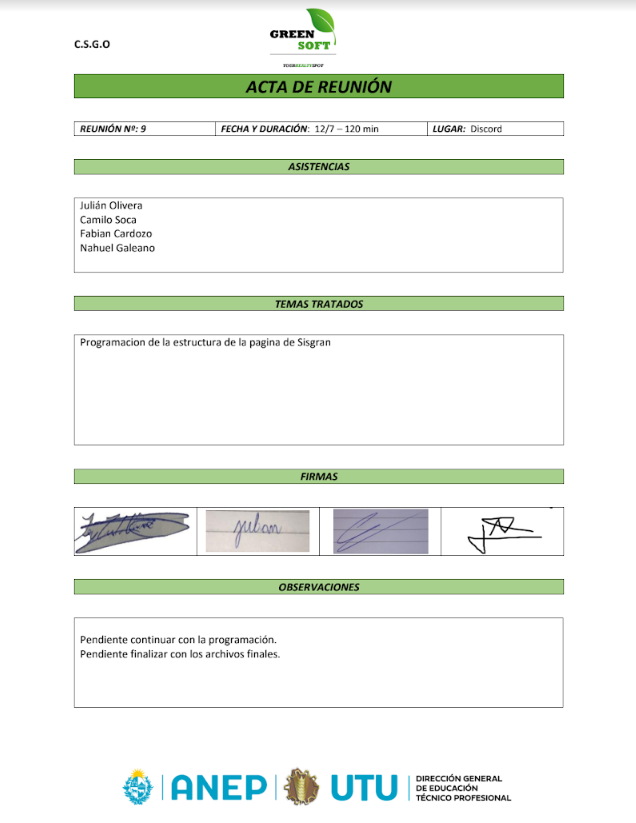 C.S.G.O
GREEN
SOFT
ACTA DE REUNIÓN
REUNIÓN Nº: 9 FECHA Y DURACIÓN: 12/7 – 120 min LUGAR: Discord
ASISTENCIAS
Julián Olivera
Camilo Soca
Fabian Cardozo
Nahuel Galeano
TEMAS TRATADOS
Programacion de la estructura de la pagina de Sisgran
FIRMAS
Julian
OBSERVACIONES
Pendiente continuar con la programación.
Pendiente finalizar con los archivos finales.
ANEP UTU
DIRECCIÓN GENERAL
DE EDUCACIÓN
TÉCNICO PROFESIONAL